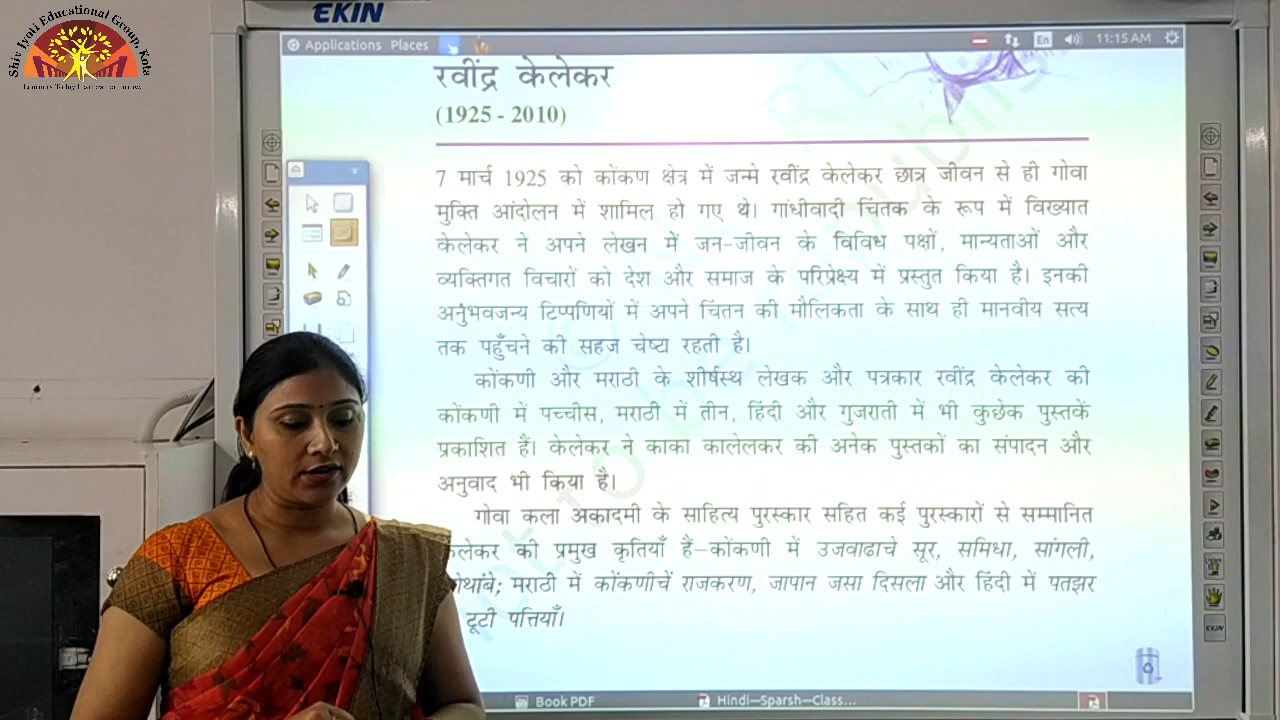 Shiv Jyoti Educational Group, Kota
EKIN
Applications Places
En
11:15 AM
रवींद्र केलेकर
(1925 - 2010)
7 मार्च 1925 को कोंकण क्षेत्र में जन्मे रवींद्र केलेकर छात्र जीवन से ही गोवा
मुक्ति आंदोलन में शामिल हो गए थे। गांधीवादी चिंतक के रूप में विख्यात
केलेकर ने अपने लेखन में जन-जीवन के विविध पक्षों, मान्यताओं और
व्यक्तिगत विचारों को देश और समाज के परिप्रेक्ष्य में प्रस्तुत किया है। इनकी
अनुभवजन्य टिप्पणियों में अपने चिंतन की मौलिकता के साथ ही मानवीय सत्य
तक पहुँचने की सहज चेष्टा रहती है।
कोंकणी और मराठी के शीर्षस्थ लेखक और पत्रकार रवींद्र केलेकर की
कोंकणी में पच्चीस, मराठी में तीन, हिंदी और गुजराती में भी कुछेक पुस्तकें
प्रकाशित हैं। केलेकर ने काका कालेलकर की अनेक पुस्तकों का संपादन और
अनुवाद भी किया है।
गोवा कला अकादमी के साहित्य पुरस्कार सहित कई पुरस्कारों से सम्मानित
केलेकर की प्रमुख कृतियाँ हैं–कोंकणी में उजवाढाचे सूर, समिधा, सांगली,
ओथांबे; मराठी में कोंकणीचें राजकरण, जापान जसा दिसला और हिंदी में पतझर
टूटी पत्तियाँ।
EKIN
Book PDF
Hindi—Sparsh—Class...